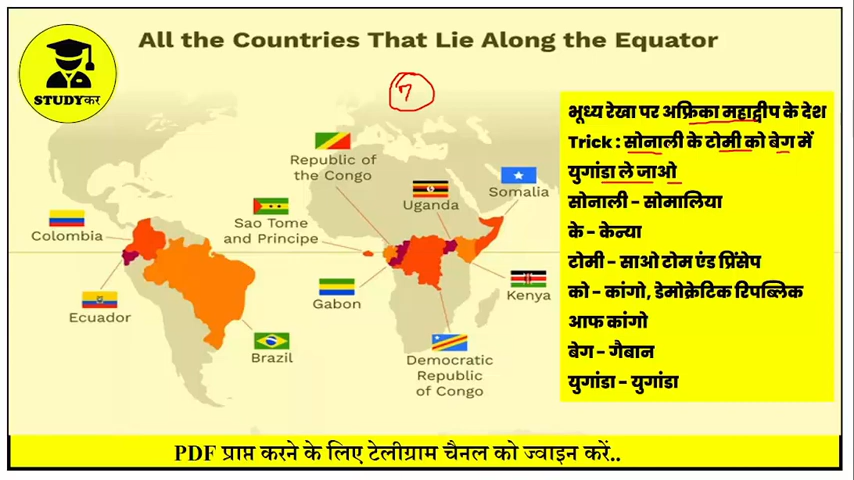 All the Countries That Lie Along the Equator
STUDYकर
7
भूध्य रेखा पर अफ्रिका महाद्वीप के देश
Trick : सोनाली के टोमी को बेग में
युगांडा ले जाओ
सोनाली - सोमालिया
के - केन्या
टोमी - साओ टोम एंड प्रिंसेप
को - कांगो, डेमोक्रेटिक रिपब्लिक
आफ कांगो
बेग - गैबान
युगांडा - युगांडा
Republic of
the Congo
Somalia
Uganda
Sao Tome
and Principe
Colombia
Gabon
Kenya
Ecuador
Brazil
Democratic
Republic
of Congo
PDF प्राप्त करने के लिए टेलीग्राम चैनल को ज्वाइन करें..